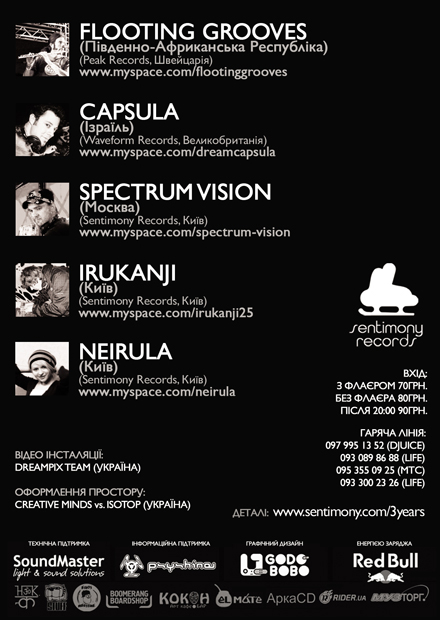 FLOOTING GROOVES
(Південно-Африканська Республіка)
(Peak Records, Швейцарія)
www.myspace.com/flootinggrooves
CAPSULA
(Ізраїль)
(Waveform Records, Великобританія)
www.myspace.com/dreamcapsula
SPECTRUM VISION
(Москва)
(Sentimony Records, Київ)
www.myspace.com/spectrum-vision
IRUKANJI
(Київ)
(Sentimony Records, Київ)
www.myspace.com/irukanji25
NEIRULA
(Київ)
(Sentimony Records, Київ)
www.myspace.com/neirula
sentimony
records
ВХІД:
З ФЛАЄРОМ 70ГРН.
БЕЗ ФЛАЄРА 80ГРН.
ПІСЛЯ 20:00 90ГРН.
ГАРЯЧА ЛІНІЯ:
097 995 13 52 (DJUICE)
093 089 86 88 (LIFE)
095 355 09 25 (МТС)
093 300 23 26 (LIFE)
ВІДЕО ІНСТАЛЯЦІЇ:
DREAMPIX TEAM (УКРАЇНА)
ОФОРМЛЕННЯ ПРОСТОРУ:
CREATIVE MINDS vs. ISOTOP (УКРАЇНА)
ДЕТАЛІ: www.sentimony.com/3years
ТЕХНІЧНА ПІДТРИМКА
SoundMaster
light & sound solutions
ІНФОРМАЦІЙНА ПІДТРИМКА
psyshina
ГРАФІЧНИЙ ДИЗАЙН
GODO
BOBO
ЕНЕРГІЄЮ ЗАРЯДЖА
Red Bull
BOOMERANG
BOARDSHOP
КОКОН
мате
АркаCD
RIDER.UA
МУЗТОРГ